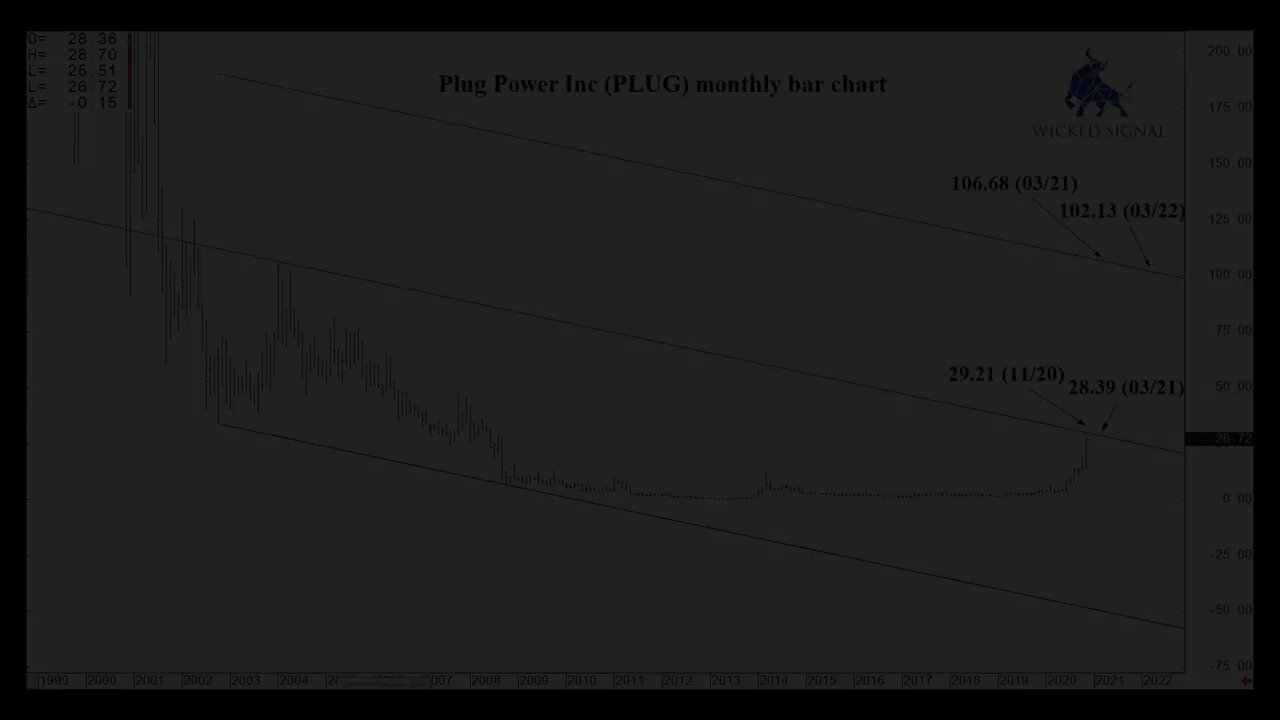 O= 28.36
H= 28.70
L= 25.51
L= 26.72
Δ= -0.15
Plug Power Inc (PLUG) monthly bar chart
WICKED SIGNAL
106.68 (03/21)
102.13 (03/22)
29.21 (11/20)
28.39 (03/21)
200.00
175.00
150.00
125.00
100.00
75.00
50.00
26.72
0.00
-25.00
-50.00
-75.00
1999 2000 2001 2002 2003 2004 007 2008 2009 2010 2011 2012 2013 2014 2015 2016 2017 2018 2019 2020 2021 2022